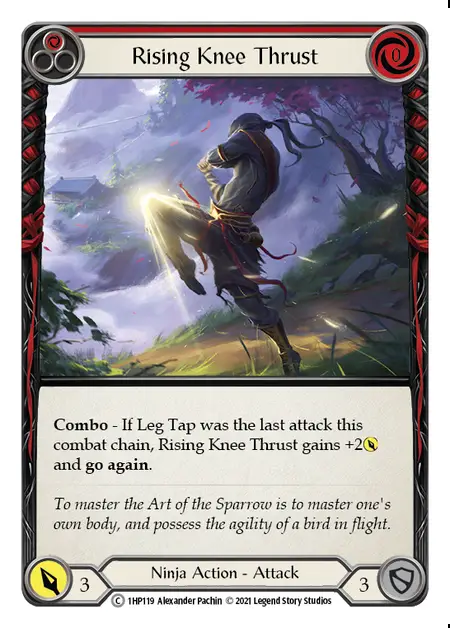 Rising Knee Thrust
0
Combo - If Leg Tap was the last attack this
combat chain, Rising Knee Thrust gains +2
and go again.
To master the Art of the Sparrow is to master one's
own body, and possess the agility of a bird in flight.
3
Ninja Action - Attack
3
C 1HP119 Alexander Pachin © 2021 Legend Story Studios